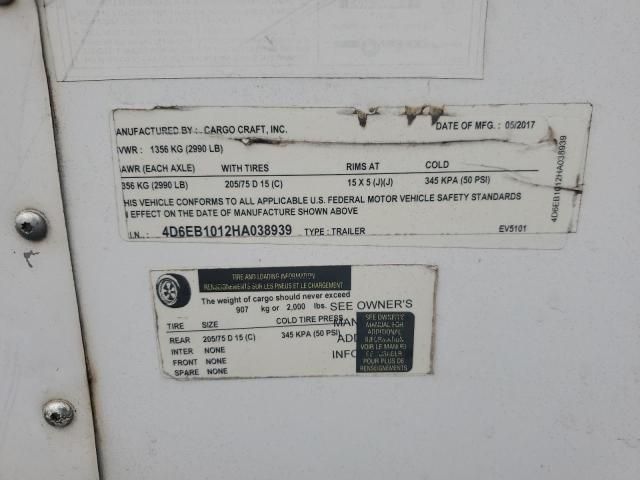 ANUFACTURED BY: CARGO CRAFT, INC. DATE OF MFG. : 05/2017
VWR : 1356 KG (2990 LB)
AWR (EACH AXLE) WITH TIRES RIMS AT COLD
356 KG (2990 LB) 205/75 D 15 (C) 15 X 5 (J)(J) 345 KPA (50 PSI)
HIS VEHICLE CONFORMS TO ALL APPLICABLE U.S. FEDERAL MOTOR VEHICLE SAFETY STANDARDS
I EFFECT ON THE DATE OF MANUFACTURE SHOWN ABOVE
I.N.: 4D6EB1012HA038939 TYPE : TRAILER EV5101
4D6EB1012HA038939
TIRE AND LOADING INFORMATION
RENSEIGNEMENTS SUR LES PNEUS ET LE CHARGEMENT
The weight of cargo should never exceed
907 kg or 2,000 lbs.
TIRE SIZE COLD TIRE PRESS
REAR 205/75 D 15 (C) 345 KPA (50 PSI)
INTER NONE
FRONT NONE
SPARE NONE
SEE OWNER'S
MAN
ADD
INFO
SEE OWNER'S
MANUAL FOR
ADDITIONAL
INFORMATION
VOIR LE MANUEL
DE L'USAGER
POUR PLUS DE
RENSEIGNEMENTS